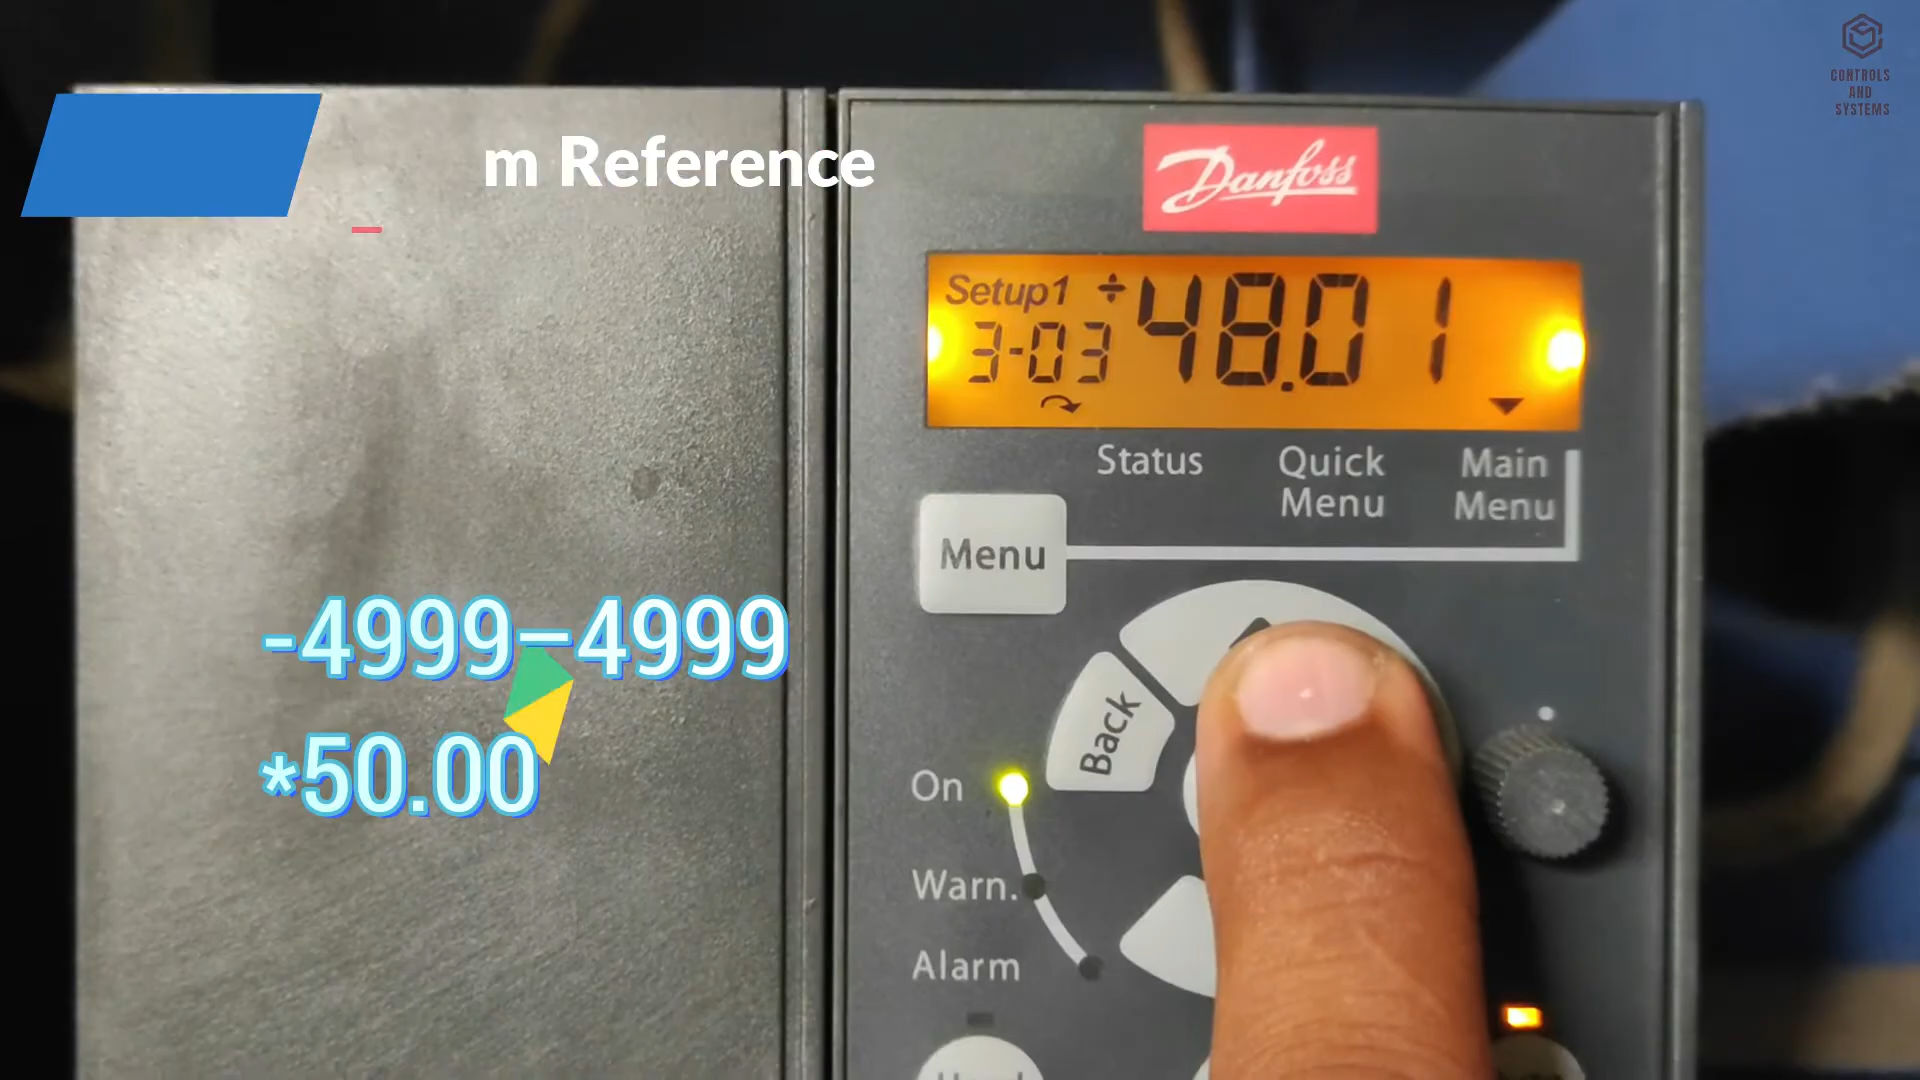 CONTROLS
AND
SYSTEMS
m Reference
Danfoss
Setup1 ÷48.01
3-03
Status
Quick
Menu
Main
Menu
Menu
-4999–4999
*50.00
Back
On
Warn.
Alarm